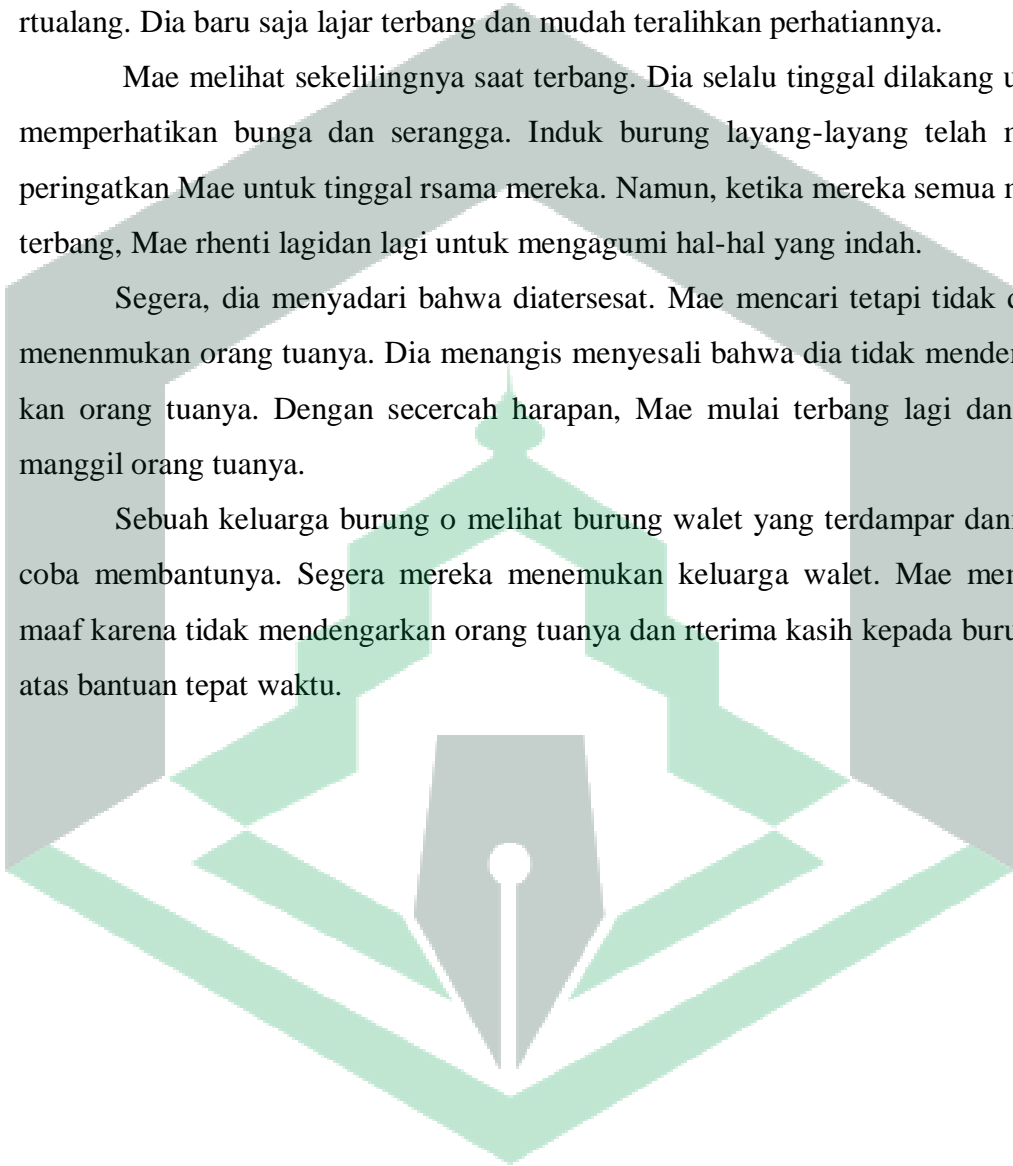 rtualang. Dia baru saja lajar terbang dan mudah teralihkan perhatiannya.
Mae melihat sekelilingnya saat terbang. Dia selalu tinggal dilakang u
memperhatikan bunga dan serangga. Induk burung layang-layang telah
peringatkan Mae untuk tinggal rsama mereka. Namun, ketika mereka semua
terbang, Mae rhenti lagidan lagi untuk mengagumi hal-hal yang indah.
Segera, dia menyadari bahwa diatersesat. Mae mencari tetapi tidak
menenmukan orang tuanya. Dia menangis menyesali bahwa dia tidak mender
kan orang tuanya. Dengan secercah harapan, Mae mulai terbang lagi dan
manggil orang tuanya.
Sebuah keluarga burung o melihat burung walet yang terdampar dan
coba membantunya. Segera mereka menemukan keluarga walet. Mae mer
maaf karena tidak mendengarkan orang tuanya dan rterima kasih kepada buru
atas bantuan tepat waktu.